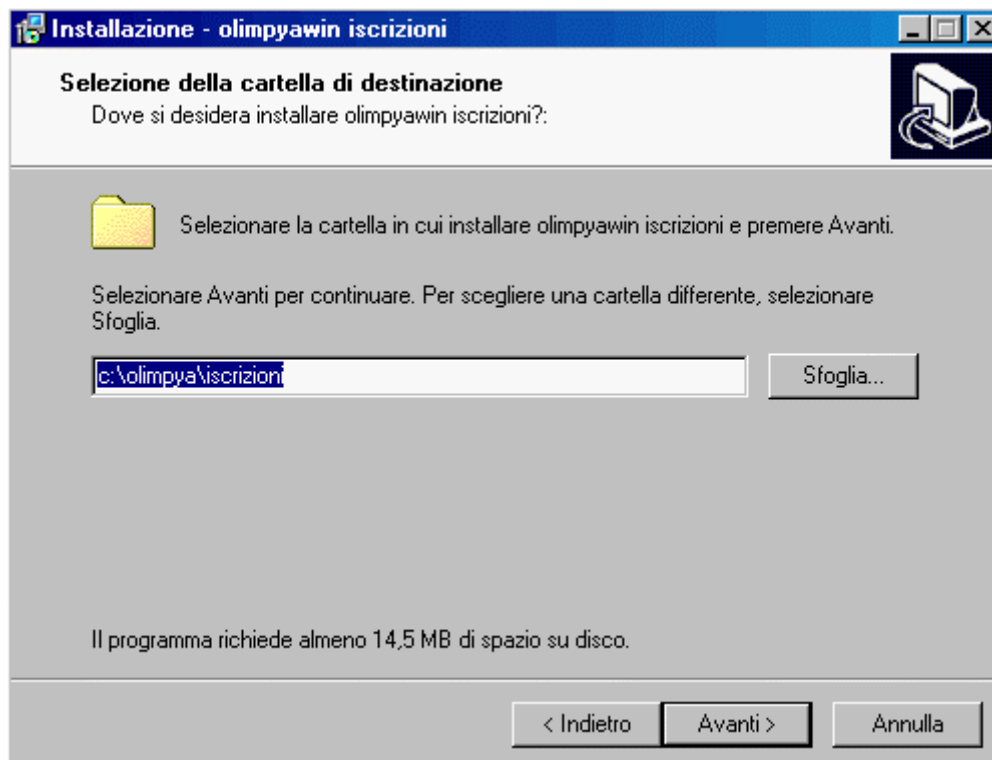 Installazione - olimpyawin iscrizioni
Selezione della cartella di destinazione
Dove si desidera installare olimpyawin iscrizioni?:
Selezionare la cartella in cui installare olimpyawin iscrizioni e premere Avanti.
Selezionare Avanti per continuare. Per scegliere una cartella differente, selezionare
Sfoglia.
c:\olimpya\iscrizioni
Sfoglia...
Il programma richiede almeno 14,5 MB di spazio su disco.
< Indietro
Avanti >
Annulla